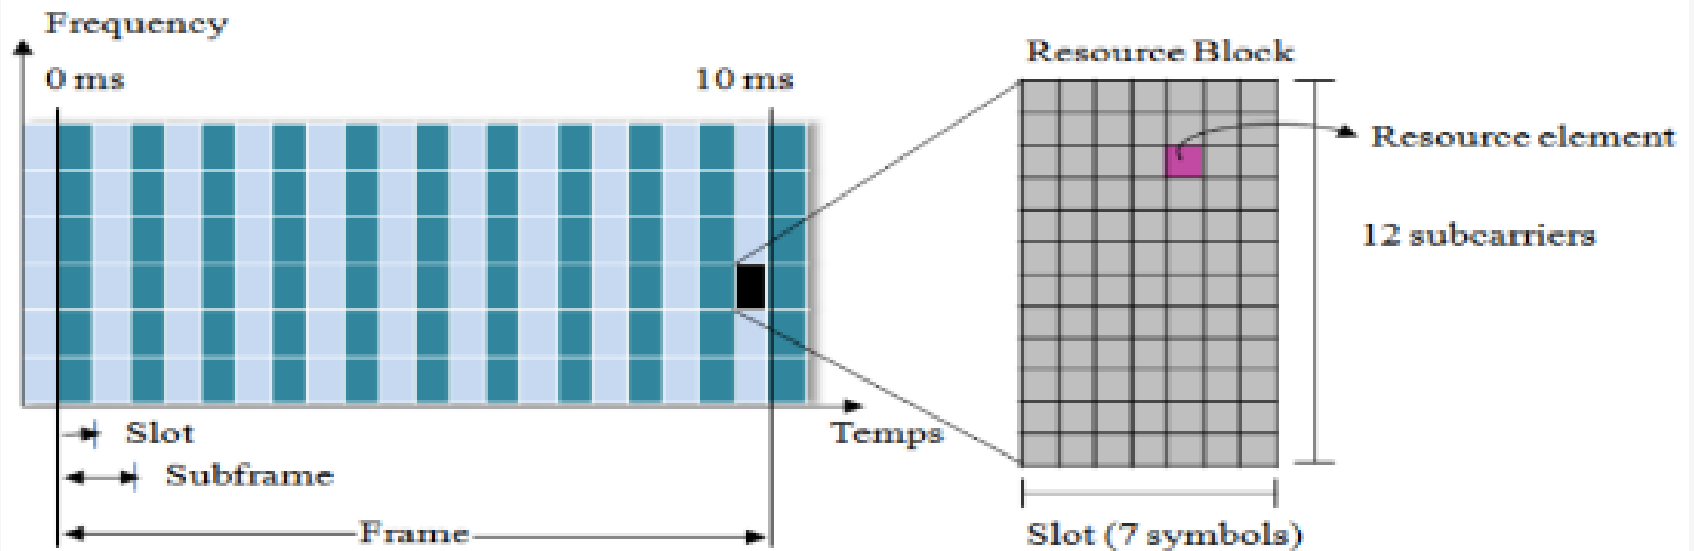 Frequency
0 ms
10 ms
Resource Block
Resource element
12 subcarriers
Slot
Temps
Subframe
Frame
Slot (7 symbols)